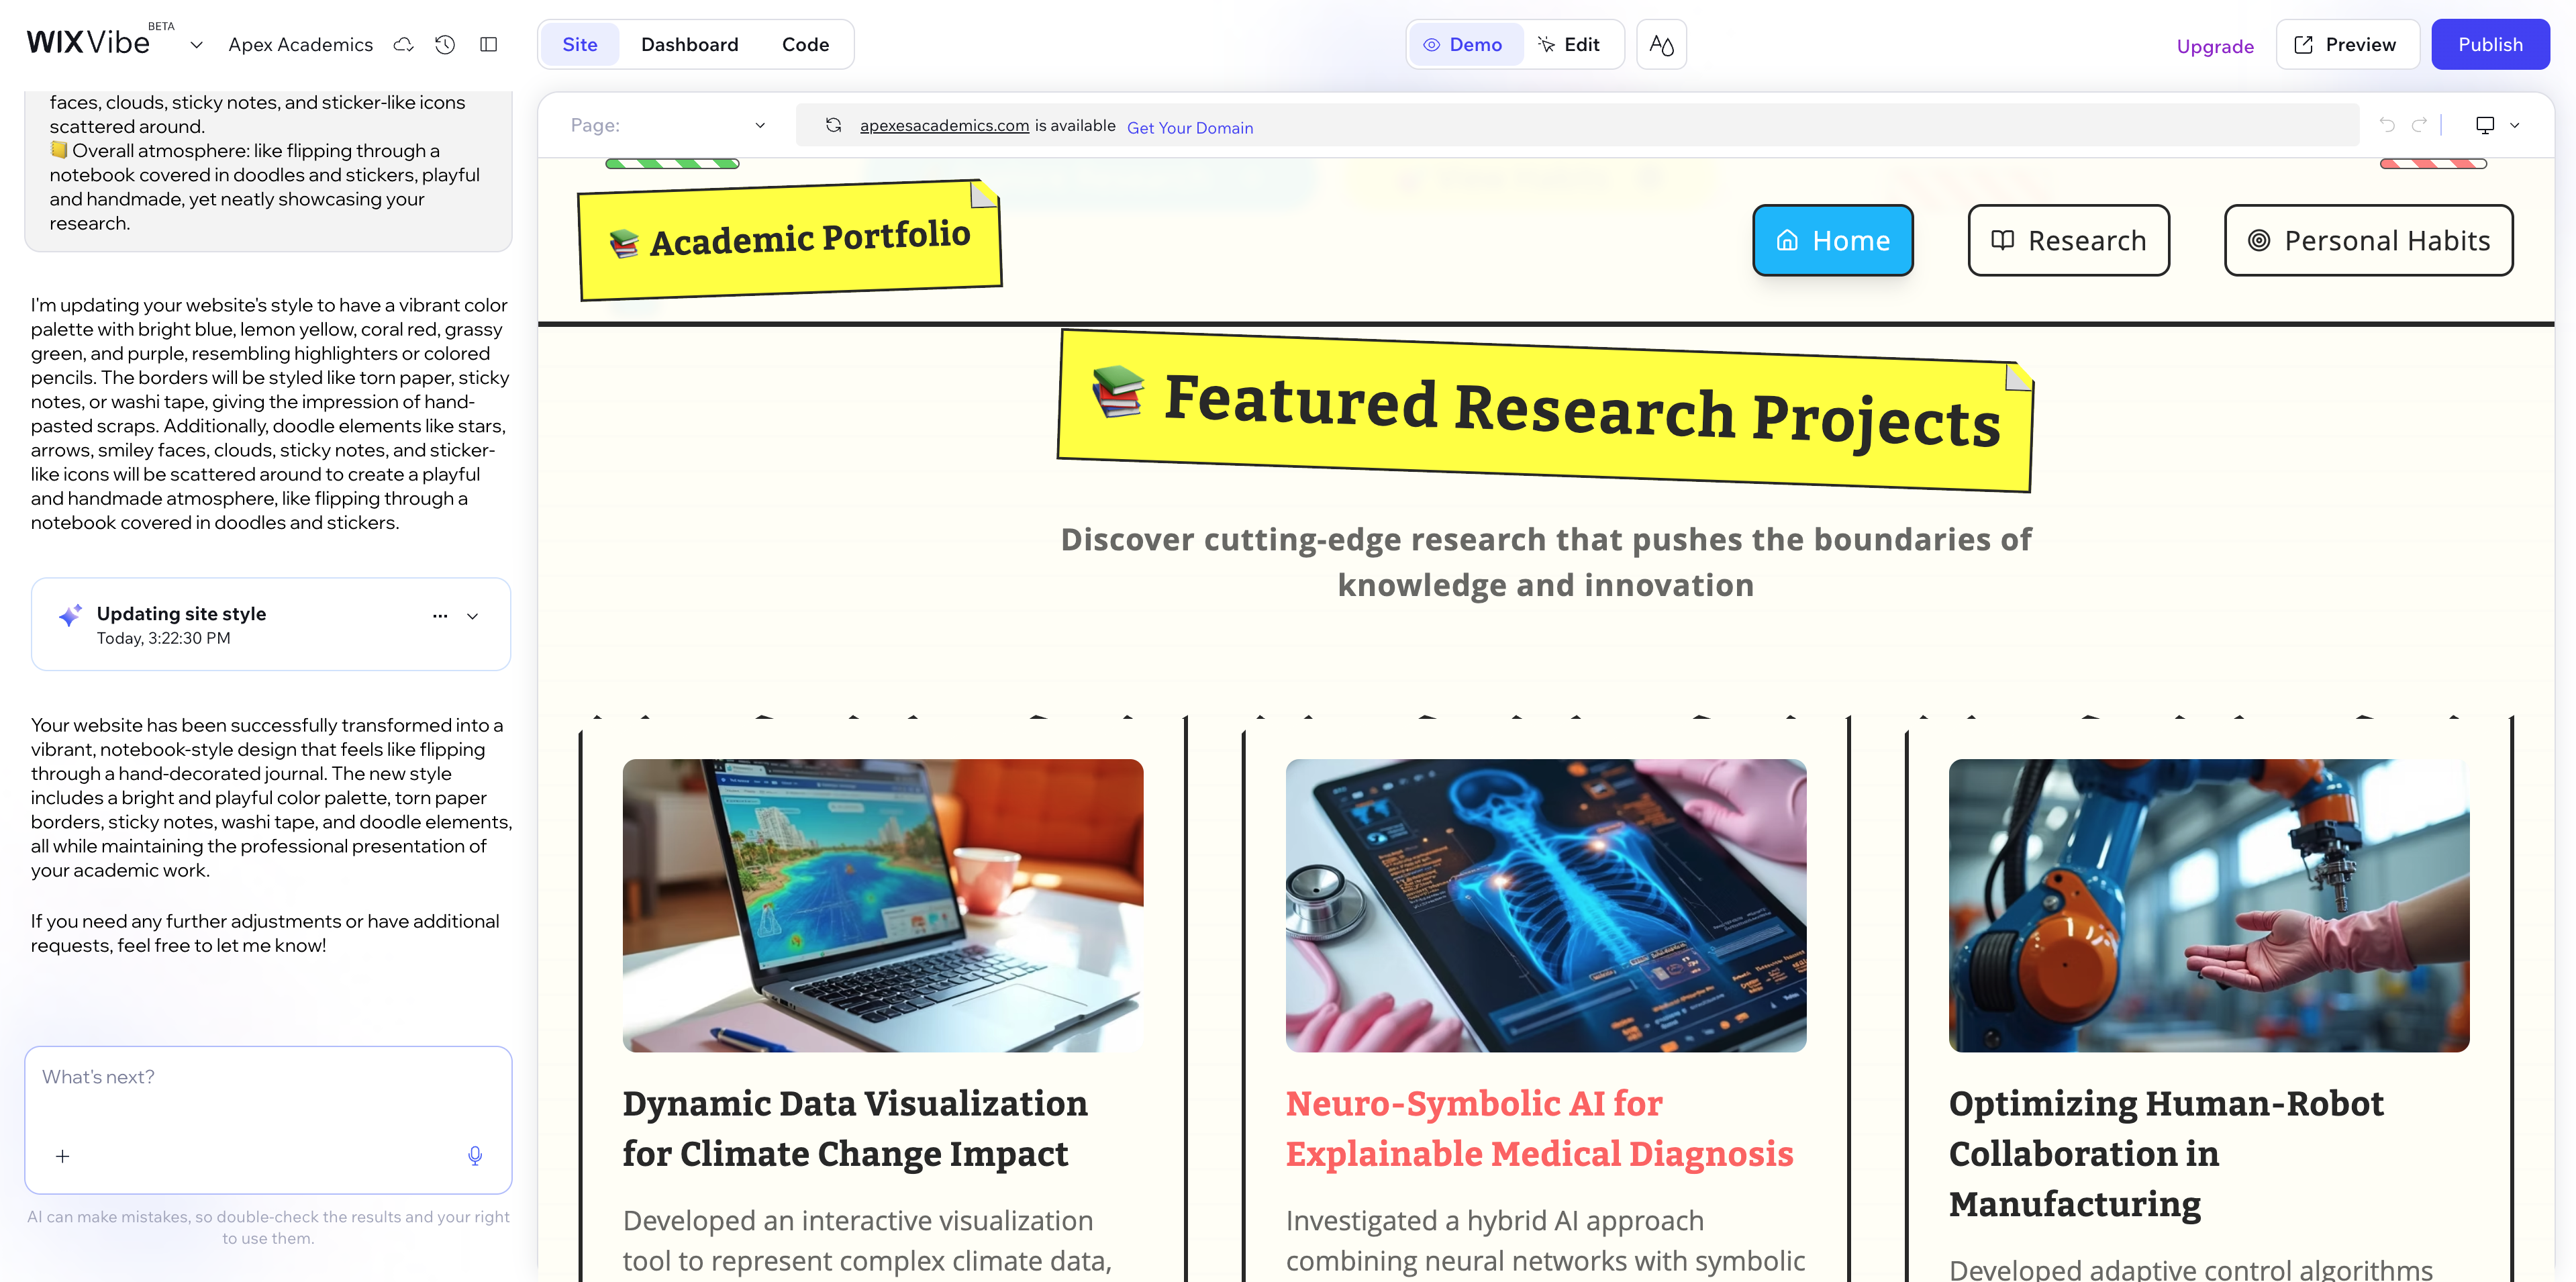 WIX Vibe BETA
Apex Academics
Site
Dashboard
Code
Demo
Edit
Upgrade
Preview
Publish
faces, clouds, sticky notes, and sticker-like icons
scattered around.
📒 Overall atmosphere: like flipping through a
notebook covered in doodles and stickers, playful
and handmade, yet neatly showcasing your
research.
I'm updating your website's style to have a vibrant color
palette with bright blue, lemon yellow, coral red, grassy
green, and purple, resembling highlighters or colored
pencils. The borders will be styled like torn paper, sticky
notes, or washi tape, giving the impression of hand-
pasted scraps. Additionally, doodle elements like stars,
arrows, smiley faces, clouds, sticky notes, and sticker-
like icons will be scattered around to create a playful
and handmade atmosphere, like flipping through a
notebook covered in doodles and stickers.
Updating site style
Today, 3:22:30 PM
Your website has been successfully transformed into a
vibrant, notebook-style design that feels like flipping
through a hand-decorated journal. The new style
includes a bright and playful color palette, torn paper
borders, sticky notes, washi tape, and doodle elements,
all while maintaining the professional presentation of
your academic work.
If you need any further adjustments or have additional
requests, feel free to let me know!
What's next?
AI can make mistakes, so double-check the results and your right
to use them.
Page:
apexesacademics.com is available Get Your Domain
📚 Academic Portfolio
Home
Research
Personal Habits
📚 Featured Research Projects
Discover cutting-edge research that pushes the boundaries of
knowledge and innovation
Dynamic Data Visualization
for Climate Change Impact
Developed an interactive visualization
tool to represent complex climate data,
Neuro-Symbolic AI for
Explainable Medical Diagnosis
Investigated a hybrid AI approach
combining neural networks with symbolic
Optimizing Human-Robot
Collaboration in
Manufacturing
Developed adaptive control algorithms